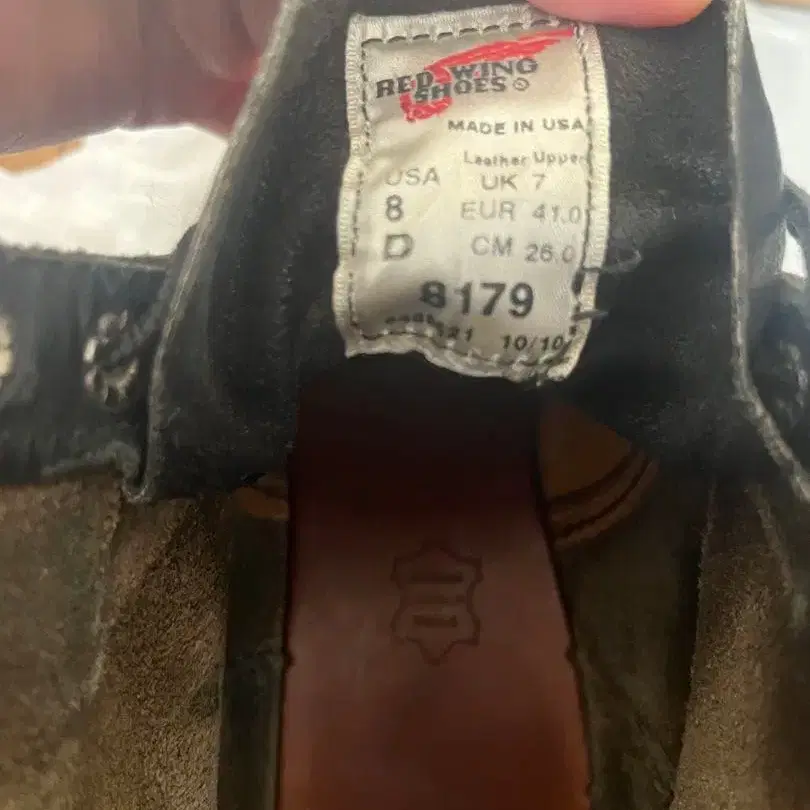 RED WING
SHOES
MADE IN USA
Leather Upper
USA UK 7
8 EUR 41.0
D CM 26.0
8179
10/10